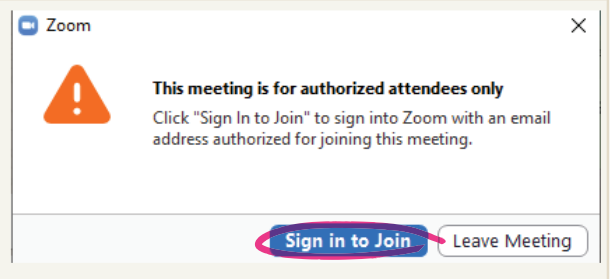 Zoom
This meeting is for authorized attendees only
Click "Sign In to Join" to sign into Zoom with an email
address authorized for joining this meeting.
Sign in to Join
Leave Meeting